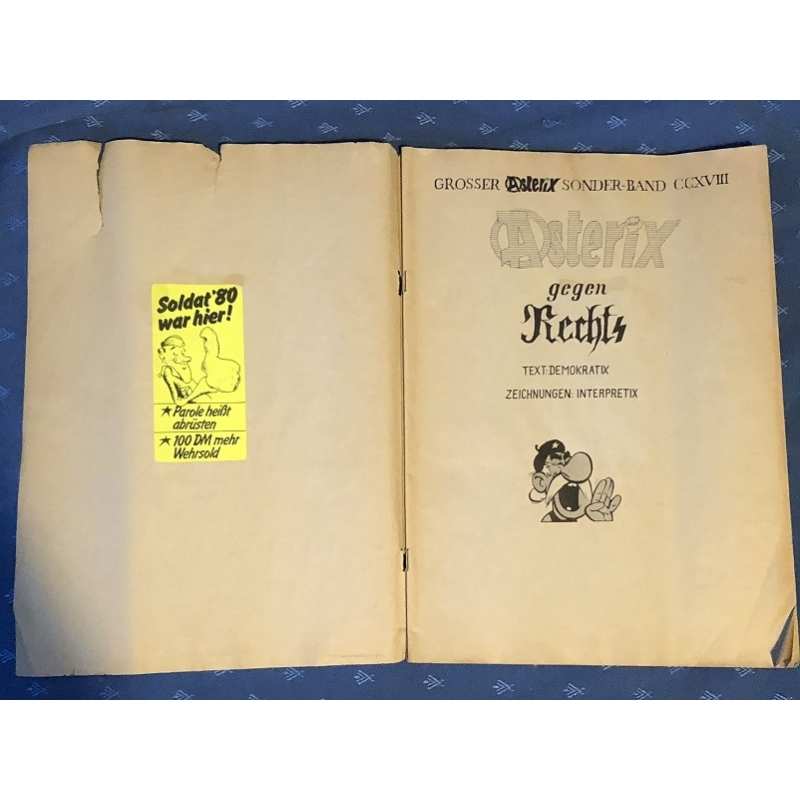 Soldat '80
war hier!
★ Parole heißt
abrüsten
★ 100 DM mehr
Wehrsold
GROSSER Asterix SONDER-BAND CCXVIII
Asterix
gegen
Rechts
TEXT: DEMOKRATIX
ZEICHNUNGEN: INTERPRETIX